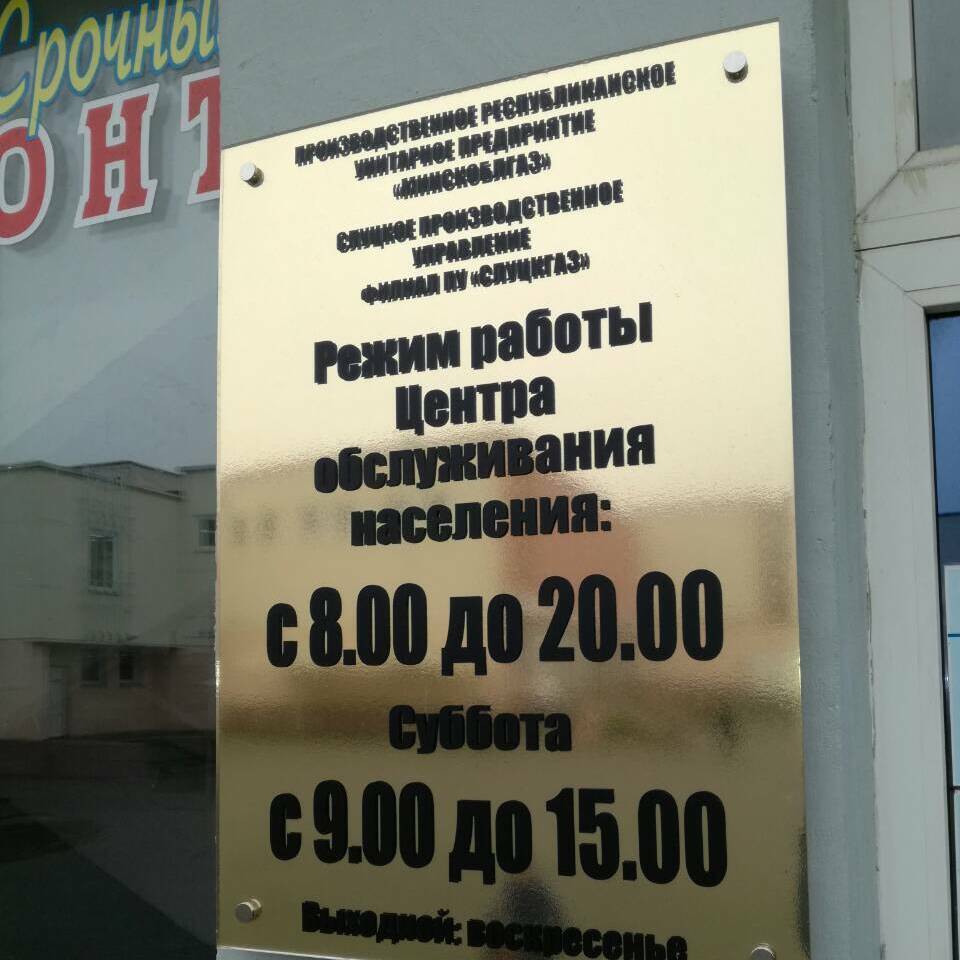 Срочны
ОНТ
ПРОИЗВОДСТВЕННОЕ РЕСПУБЛИКАНСКОЕ
УНИТАРНОЕ ПРЕДПРИЯТИЕ
«МИНСКОБЛГАЗ»
СЛУЦКОЕ ПРОИЗВОДСТВЕННОЕ
УПРАВЛЕНИЕ
ФИЛИАЛ ПУ «СЛУЦКГАЗ»
Режим работы
Центра
обслуживания
населения:
с 8.00 до 20.00
Суббота
с 9.00 до 15.00
Выходной: воскресенье